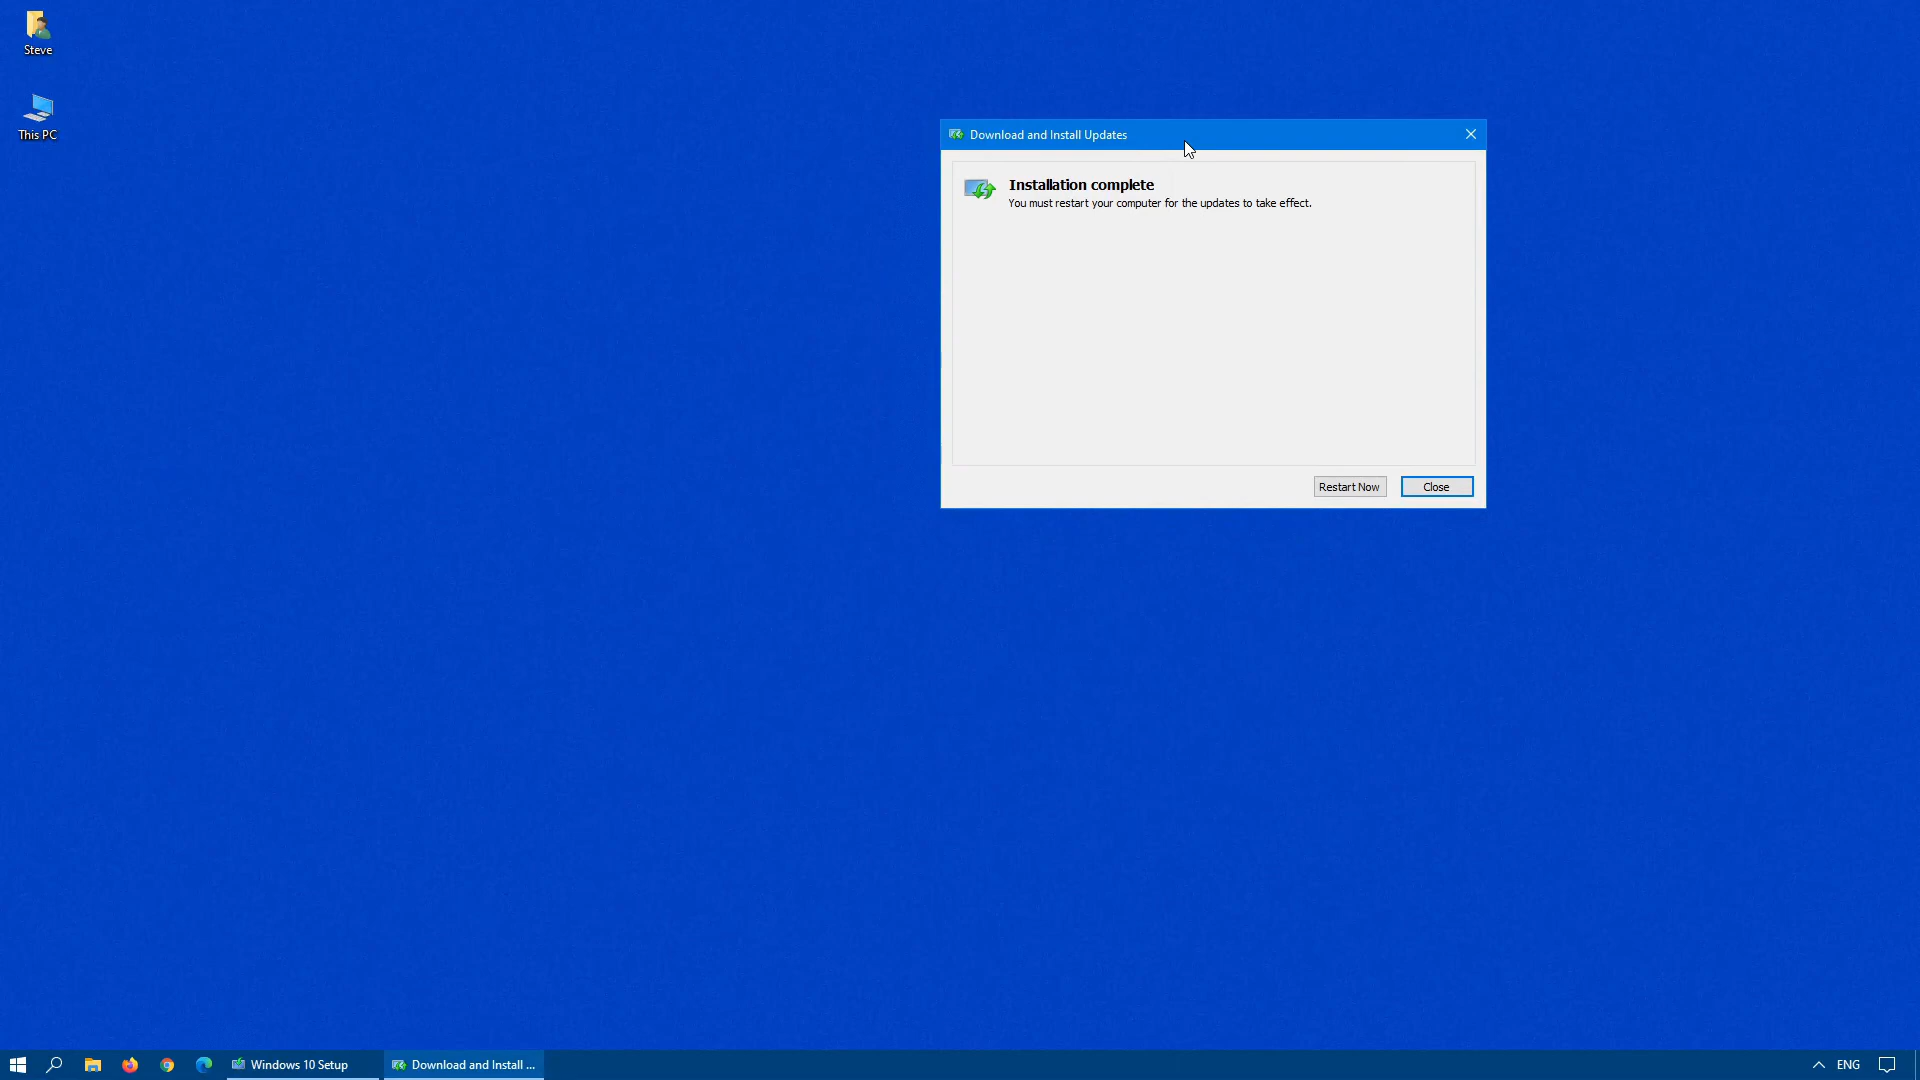 Steve
This PC
Download and Install Updates
Installation complete
You must restart your computer for the updates to take effect.
Restart Now
Close
Windows 10 Setup
Download and Install ...
ENG